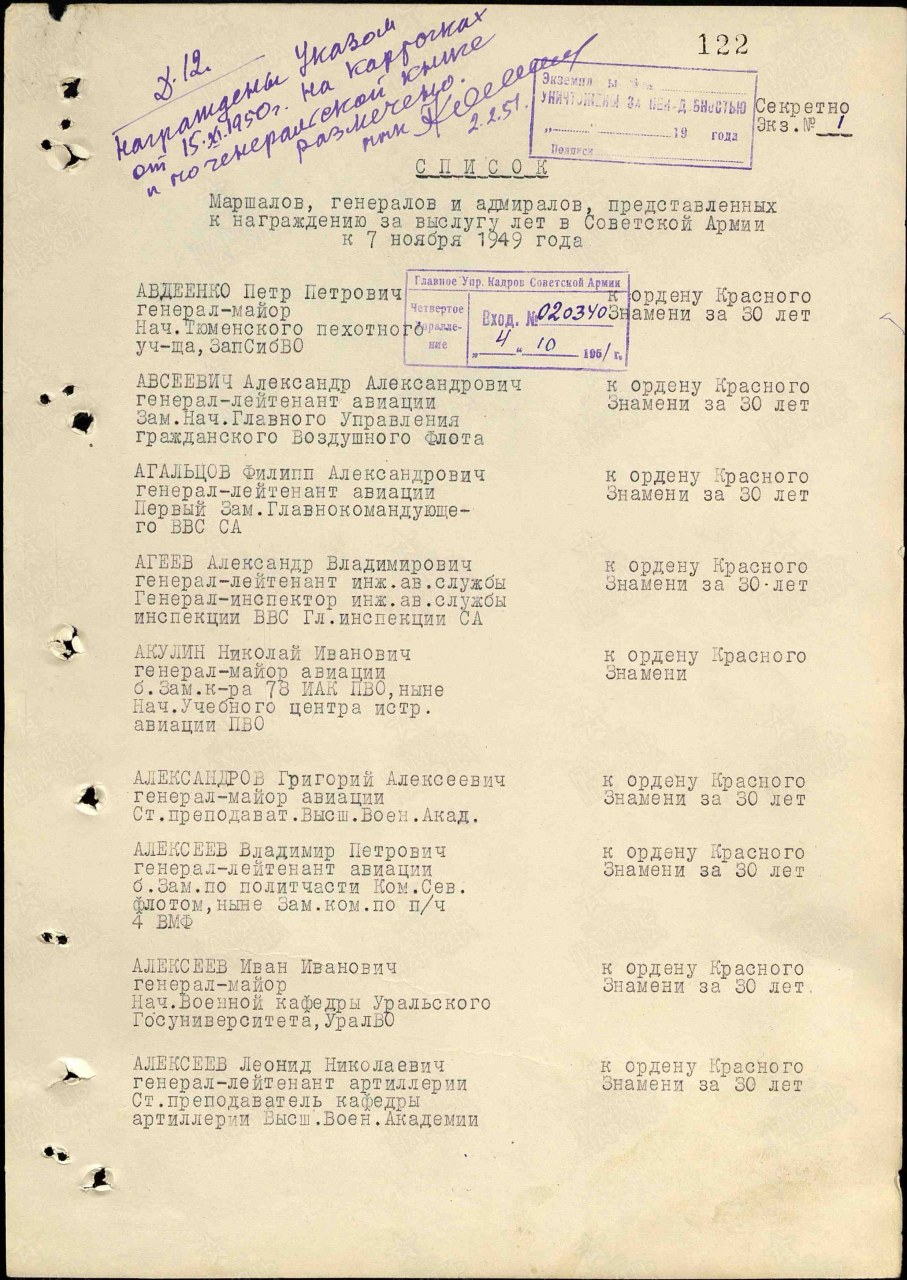 122
Д.12.
Награждены Указом
от 15.XI.1950г. на карточках
и по генеральской книге
размечено.
2.2.51.
УНИЧТОЖЕНЫ ЗА
19 года
Подписи
Секретно
Экз.№ 1
СПИСОК
Маршалов, генералов и адмиралов, представленных
к награждению за выслугу лет в Советской Армии
к 7 ноября 1949 года
Главное Упр. Кадров Советской Армии
Четвертое
ние
Вход. № 020340
„4„ 10 1951 г.
АВДЕЕНКО Петр Петрович
генерал-майор
Нач.Тюменского пехотного
уч-ща,ЗапСибВО
к ордену Красного
Знамени за 30 лет
АВСЕЕВИЧ Александр Александрович
генерал-лейтенант авиации
Зам.Нач.Главного Управления
гражданского Воздушного Флота
к ордену Красного
Знамени за 30 лет
АГАЛЬЦОВ Филипп Александрович
генерал-лейтенант авиации
Первый Зам.Главнокомандующе-
го ВВС СА
к ордену Красного
Знамени за 30 лет
АГЕЕВ Александр Владимирович
генерал-лейтенант инж.ав.службы
Генерал-инспектор инж.ав.службы
инспекции ВВС Гл.инспекции СА
к ордену Красного
Знамени за 30 лет
АКУЛИН Николай Иванович
генерал-майор авиации
б.Зам.к-ра 78 ИАК ПВО,ныне
Нач.Учебного центра истр.
авиации ПВО
к ордену Красного
Знамени
АЛЕКСАНДРОВ Григорий Алексеевич
генерал-майор авиации
Ст.преподават.Высш.Воен.Акад.
к ордену Красного
Знамени за 30 лет
АЛЕКСЕЕВ Владимир Петрович
генерал-лейтенант авиации
б.Зам.по политчасти Ком.Сев.
флотом,ныне Зам.ком.по п/ч
4 ВМФ
к ордену Красного
Знамени за 30 лет
АЛЕКСЕЕВ Иван Иванович
генерал-майор
Нач.Военной кафедры Уральского
Госуниверситета,УралВО
к ордену Красного
Знамени за 30 лет.
АЛЕКСЕЕВ Леонид Николаевич
генерал-лейтенант артиллерии
Ст.преподаватель кафедры
артиллерии Высш.Воен.Академии
к ордену Красного
Знамени за 30 лет